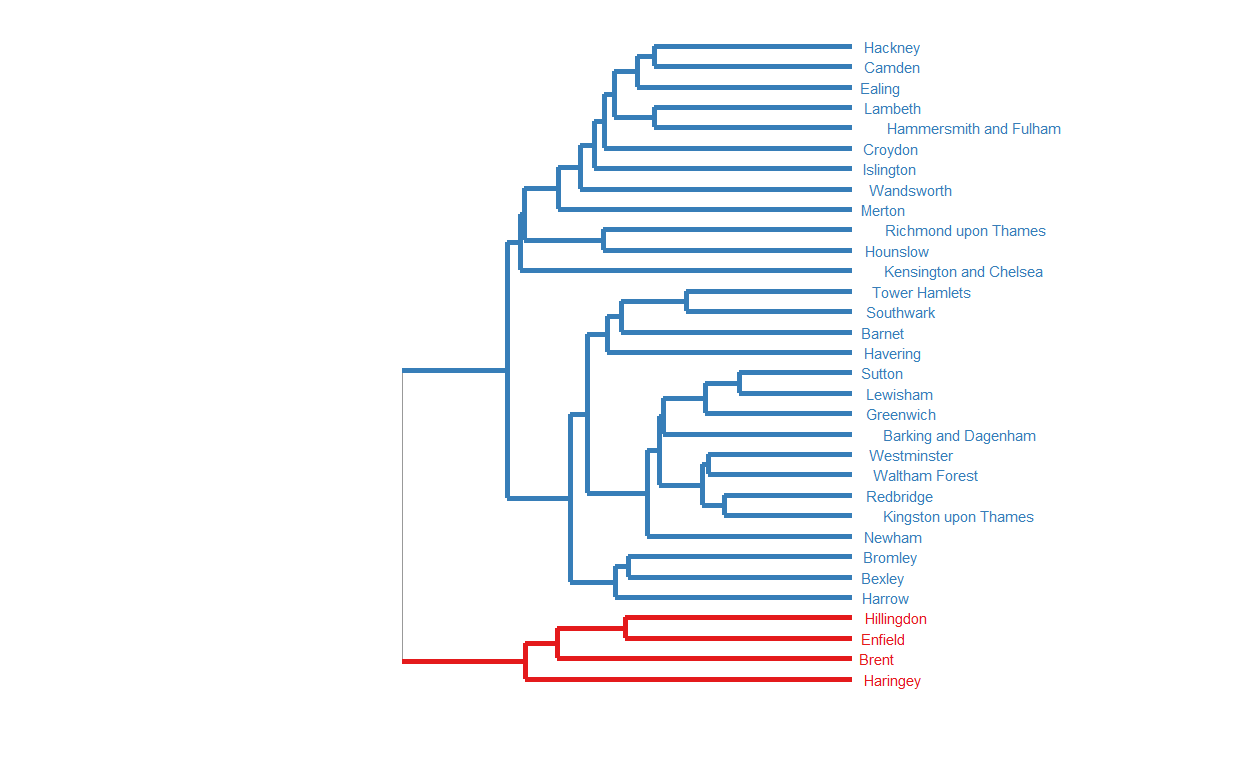 Hackney
Camden
Ealing
Lambeth
Hammersmith and Fulham
Croydon
Islington
Wandsworth
Merton
Richmond upon Thames
Hounslow
Kensington and Chelsea
Tower Hamlets
Southwark
Barnet
Havering
Sutton
Lewisham
Greenwich
Barking and Dagenham
Westminster
Waltham Forest
Redbridge
Kingston upon Thames
Newham
Bromley
Bexley
Harrow
Hillingdon
Enfield
Brent
Haringey